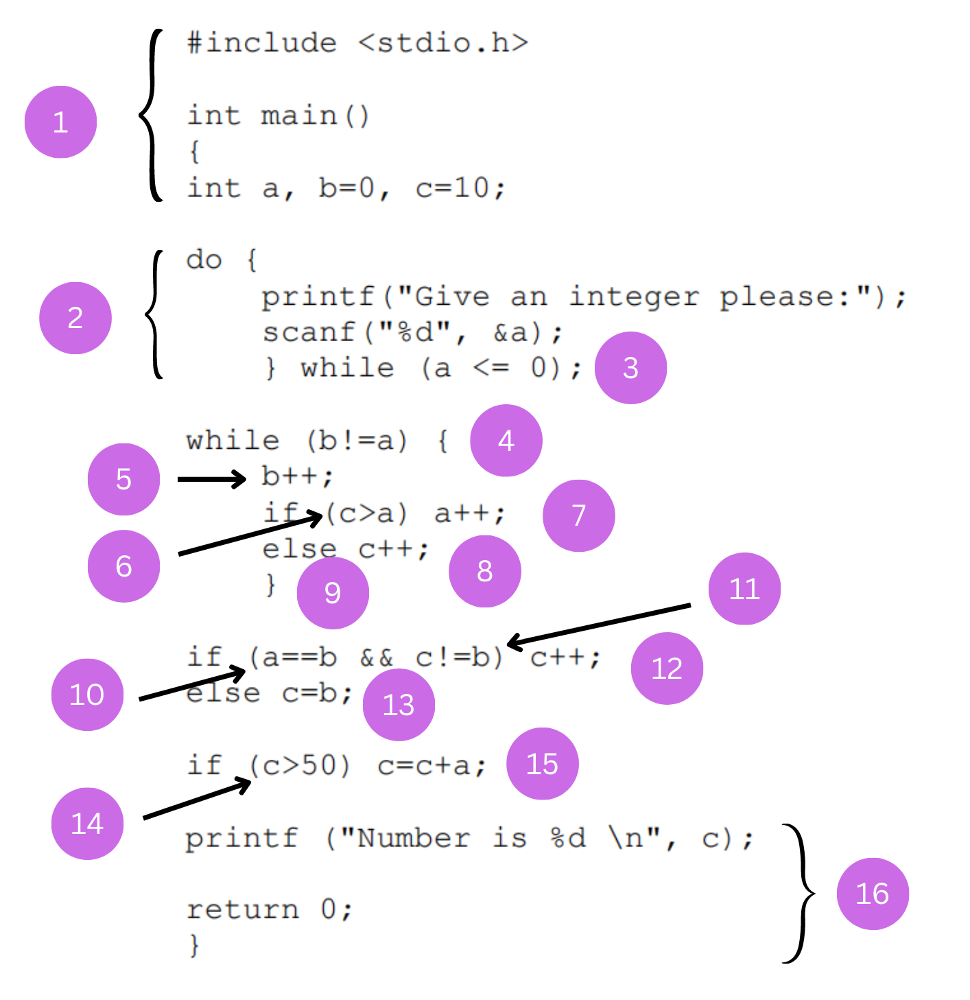 #include <stdio.h>
1
int main()
{
int a, b=0, c=10;
do {
2
printf("Give an integer please:");
scanf("%d", &a);
} while (a <= 0); 3
while (b!=a) { 4
5 b++;
if (c>a) a++; 7
6 else c++; 8
} 9
11
if (a==b && c!=b) c++; 12
10 else c=b; 13
if (c>50) c=c+a; 15
14
printf ("Number is %d \n", c);
16
return 0;
}